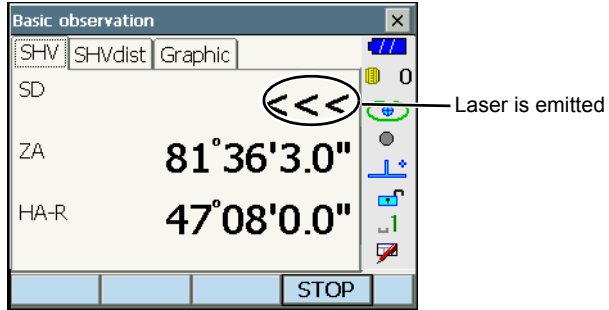 Basic observation
SHV SHVdist Graphic
0
SD <<<
Laser is emitted
ZA 81°36'3.0"
HA-R 47°08'0.0"
1
STOP